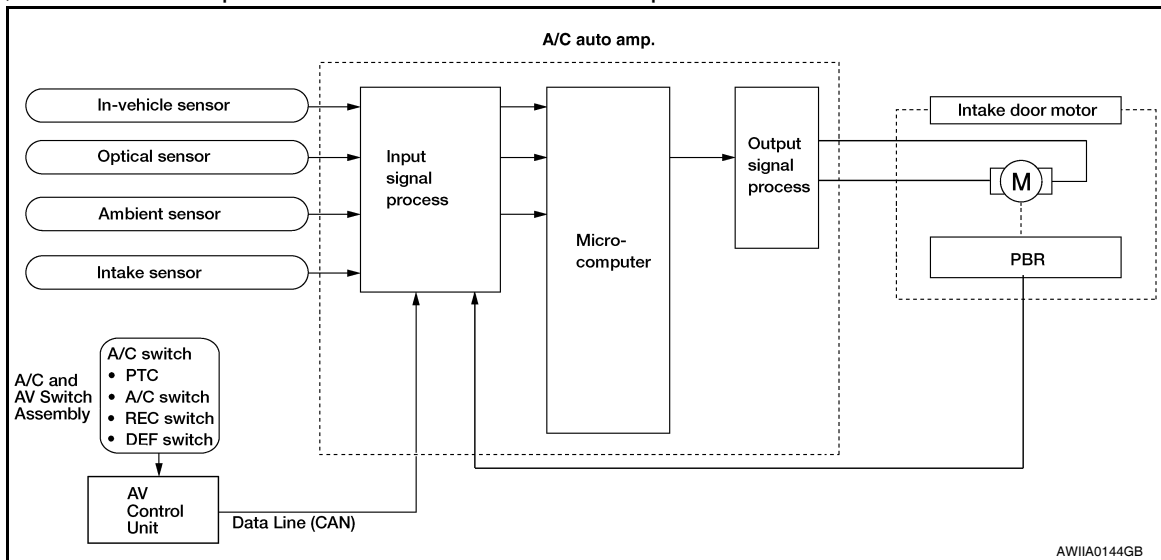 A/C auto amp.
In-vehicle sensor
Optical sensor
Ambient sensor
Intake sensor
Input
signal
process
Micro-
computer
Output
signal
process
Intake door motor
M
PBR
A/C and
AV Switch
Assembly
A/C switch
• PTC
• A/C switch
• REC switch
• DEF switch
AV
Control
Unit
Data Line (CAN)
AWIIA0144GB